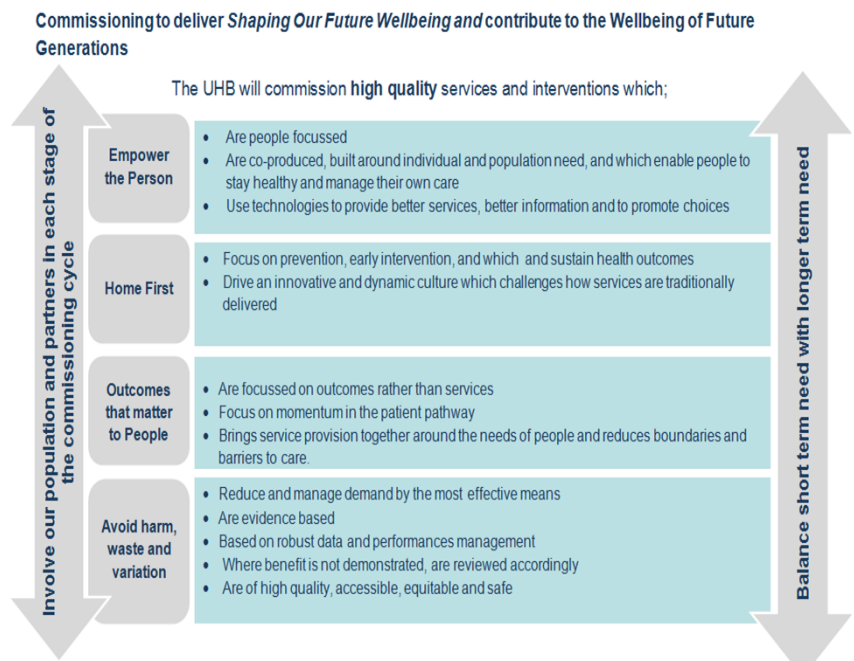 Commissioning to deliver Shaping Our Future Wellbeing and contribute to the Wellbeing of Future
Generations
The UHB will commission high quality services and interventions which;
Involve our population and partners in each stage of
the commissioning cycle
Empower
the Person
• Are people focussed
• Are co-produced, built around individual and population need, and which enable people to
stay healthy and manage their own care
• Use technologies to provide better services, better information and to promote choices
Home First
• Focus on prevention, early intervention, and which and sustain health outcomes
• Drive an innovative and dynamic culture which challenges how services are traditionally
delivered
Outcomes
that matter
to People
• Are focussed on outcomes rather than services
• Focus on momentum in the patient pathway
• Brings service provision together around the needs of people and reduces boundaries and
barriers to care.
Avoid harm,
waste and
variation
• Reduce and manage demand by the most effective means
• Are evidence based
• Based on robust data and performances management
• Where benefit is not demonstrated, are reviewed accordingly
• Are of high quality, accessible, equitable and safe
Balance short term need with longer term need